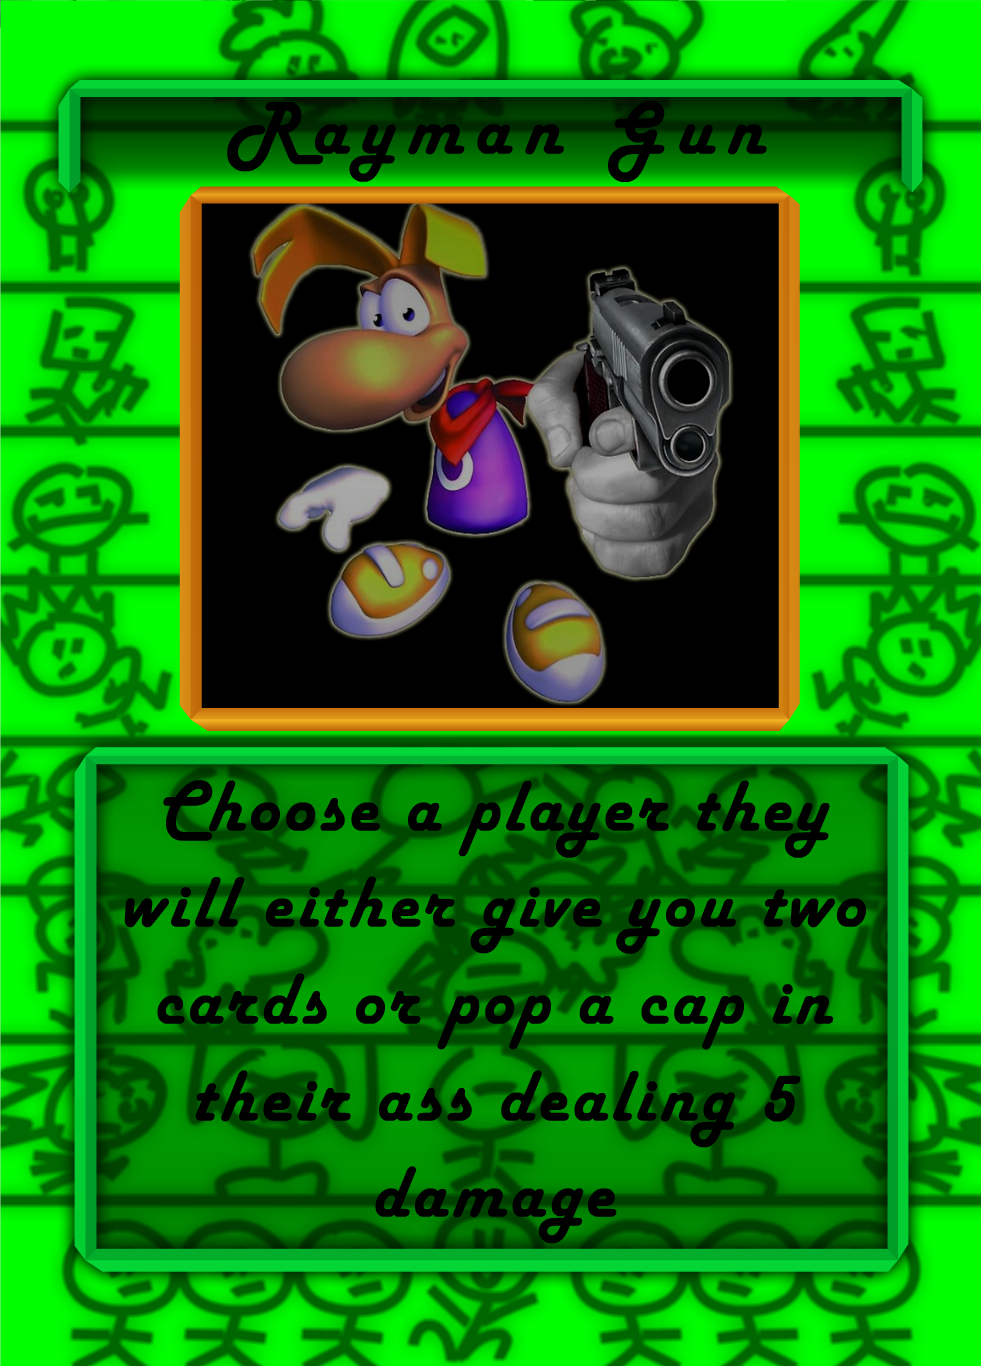 Rayman Gun
Choose a player they
will either give you two
cards or pop a cap in
their ass dealing 5
damage